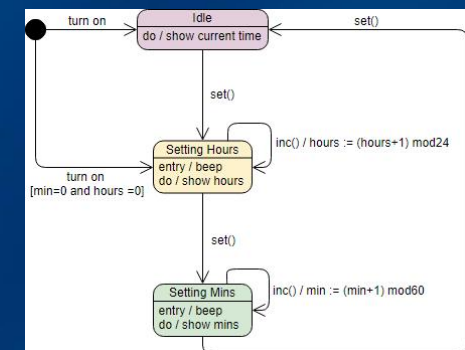 turn on
Idle
set()
do / show current time
set()
Setting Hours
inc() / hours := (hours+1) mod24
entry / beep
do / show hours
turn on
[min=0 and hours =0]
set()
Setting Mins
inc() / min := (min+1) mod60
entry / beep
do / show mins